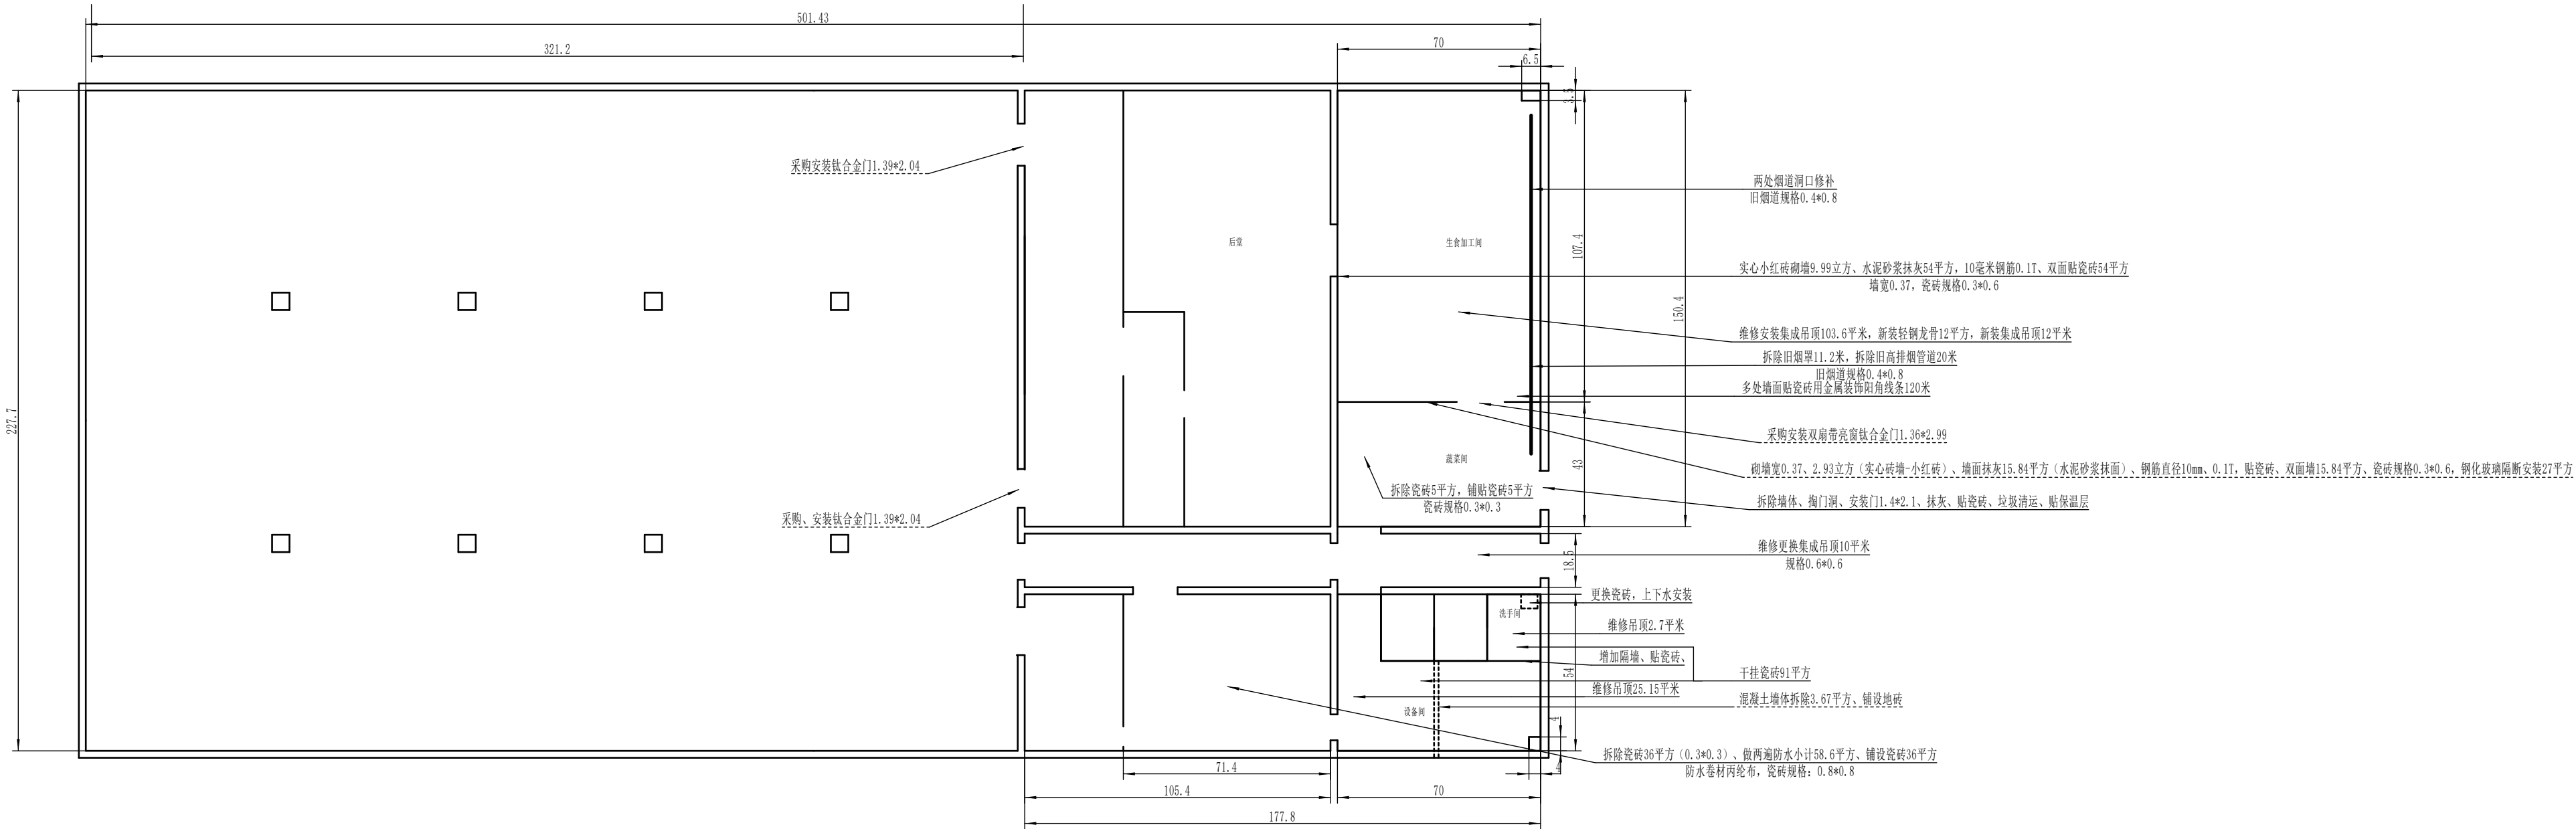 501.43
321.2
70
6.5
3.5
采购安装钛合金门1.39*2.04
两处烟道洞口修补
旧烟道规格0.4*0.8
后堂
生食加工间
107.4
150.4
实心小红砖砌墙9.99立方、水泥砂浆抹灰54平方，10毫米钢筋0.1T、双面贴瓷砖54平方
墙宽0.37，瓷砖规格0.3*0.6
维修安装集成吊顶103.6平米，新装轻钢龙骨12平方，新装集成吊顶12平米
拆除旧烟罩11.2米，拆除旧高排烟管道20米
旧烟道规格0.4*0.8
多处墙面贴瓷砖用金属装饰阳角线条120米
227.7
采购安装双扇带亮窗钛合金门1.36*2.99
蔬菜间
43
砌墙宽0.37、2.93立方（实心砖墙-小红砖）、墙面抹灰15.84平方（水泥砂浆抹面）、钢筋直径10mm、0.1T，贴瓷砖、双面墙15.84平方、瓷砖规格0.3*0.6，钢化玻璃隔断安装27平方
拆除瓷砖5平方，铺贴瓷砖5平方
瓷砖规格0.3*0.3
拆除墙体、掏门洞、安装门1.4*2.1、抹灰、贴瓷砖、垃圾清运、贴保温层
采购、安装钛合金门1.39*2.04
维修更换集成吊顶10平米
规格0.6*0.6
18.5
更换瓷砖，上下水安装
洗手间
维修吊顶2.7平米
增加隔墙、贴瓷砖、
54
干挂瓷砖91平方
维修吊顶25.15平米
混凝土墙体拆除3.67平方、铺设地砖
设备间
4
拆除瓷砖36平方（0.3*0.3）、做两遍防水小计58.6平方、铺设瓷砖36平方
防水卷材丙纶布，瓷砖规格：0.8*0.8
71.4
4
105.4
70
177.8